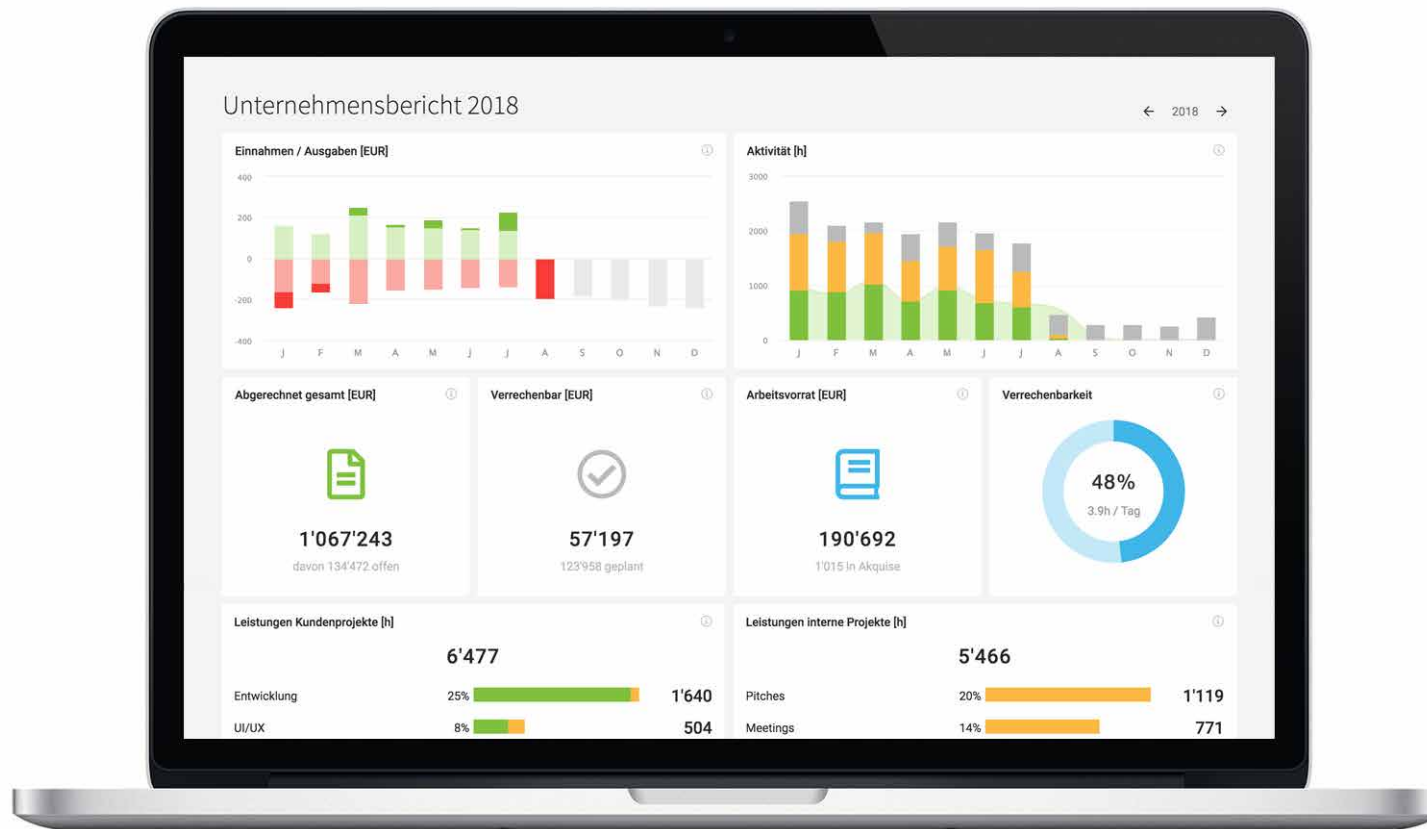 Unternehmensbericht 2018
← 2018 →
Einnahmen / Ausgaben [EUR]
400
200
0
-200
-400
J F M A M J J A S O N D
Aktivität [h]
3000
2000
1000
0
J F M A M J J A S O N D
Abgerechnet gesamt [EUR]
1'067'243
davon 134'472 offen
Verrechenbar [EUR]
57'197
123'958 geplant
Arbeitsvorrat [EUR]
190'692
1'015 in Akquise
Verrechenbarkeit
48%
3.9h / Tag
Leistungen Kundenprojekte [h]
6'477
Entwicklung 25% 1'640
UI/UX 8% 504
Leistungen interne Projekte [h]
5'466
Pitches 20% 1'119
Meetings 14% 771